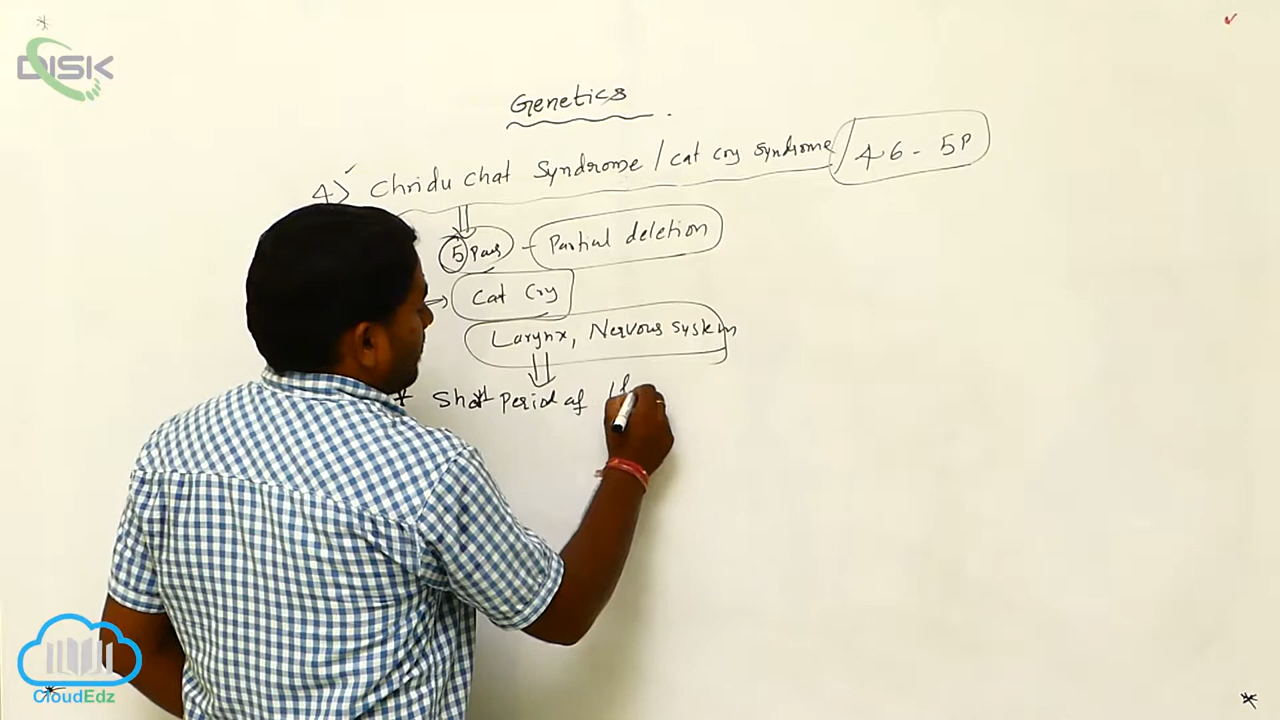 DISK
Genetics
4) Chridu chat Syndrome / Cat cry syndrome / 46 - 5P
5 Pair - Partial deletion
Cat Cry
Larynx, Nervous system
* Short Period of
CloudEdz